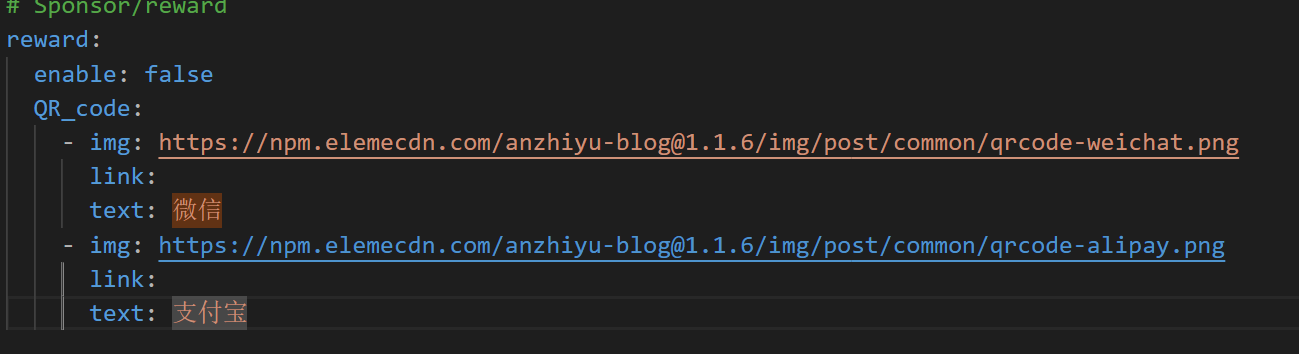 # Sponsor/reward
reward:
  enable: false
  QR_code:
    - img: https://npm.elemecdn.com/anzhiyu-blog@1.1.6/img/post/common/qrcode-weichat.png
      link:
      text: 微信
    - img: https://npm.elemecdn.com/anzhiyu-blog@1.1.6/img/post/common/qrcode-alipay.png
      link:
      text: 支付宝